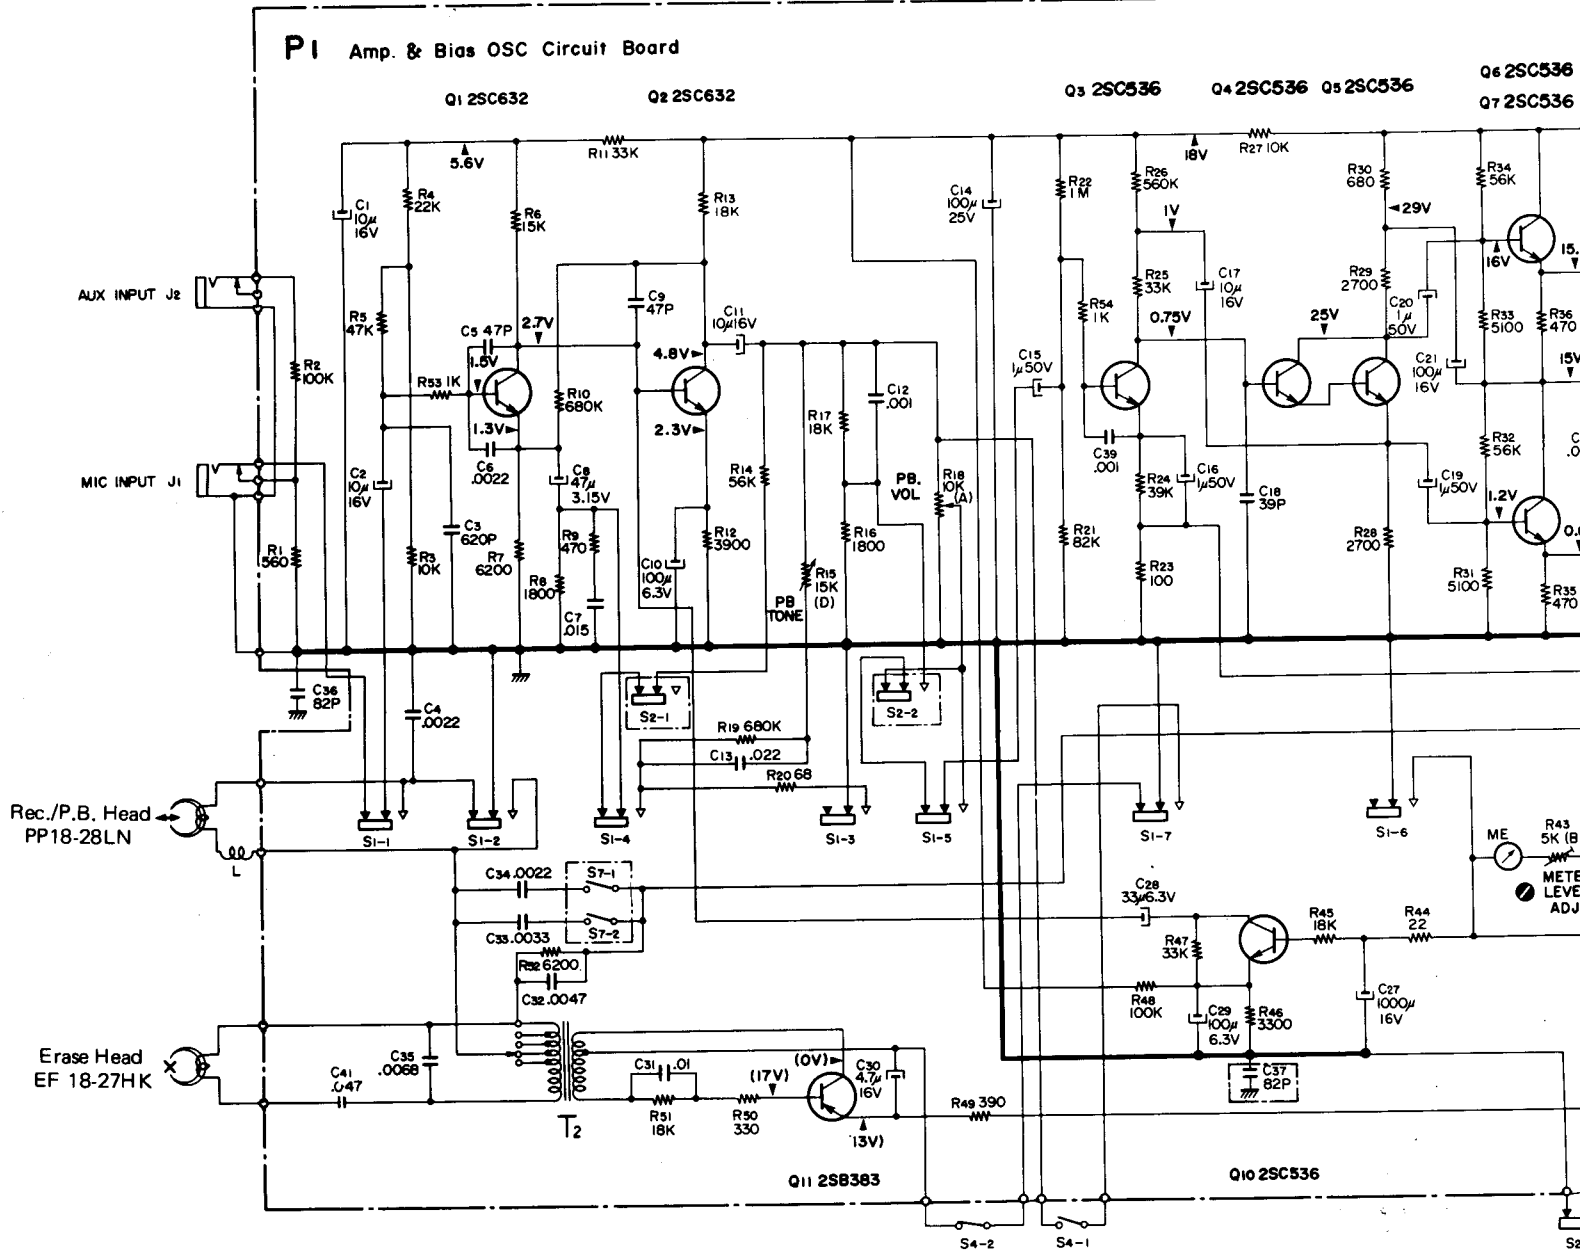 P1 Amp. & Bias OSC Circuit Board
Q6 2SC536
Q1 2SC632
Q2 2SC632
Q3 2SC536
Q4 2SC536
Q5 2SC536
Q7 2SC536
5.6V
R11 33K
18V
R27 10K
C1
10μ
16V
R4
22K
R6
15K
R13
18K
C14
100μ
25V
R22
1M
R26
560K
R30
680
R34
56K
1V
29V
16V
15.
AUX INPUT J2
R5
47K
C5 47P
1.5V
2.7V
C9
47P
C11
10μ16V
4.8V
R54
1K
R25
33K
C17
10μ
16V
R29
2700
C20
1μ
50V
R33
5100
R36
470
0.75V
25V
C21
100μ
16V
15V
R2
100K
R53 1K
R10
680K
C15
1μ50V
C12
.001
1.3V
2.3V
R17
18K
C6
.0022
C39
.001
R32
56K
C
.0
MIC INPUT J1
C2
10μ
16V
C8
47μ
3.15V
R14
56K
PB.
VOL
R18
10K
(A)
R24
39K
C16
1μ50V
C18
39P
C19
1μ50V
1.2V
R1
560
R3
10K
C3
620P
R7
6200
R9
470
R8
1800
C7
.015
C10
100μ
6.3V
R12
3900
R15
15K
(D)
PB
TONE
R16
1800
R21
82K
R23
100
R28
2700
R31
5100
0.
R35
470
C36
82P
C4
.0022
S2-1
S2-2
R19 680K
C13 .022
R20 68
Rec./P.B. Head
PP18-28LN
L
S1-1
S1-2
S1-4
S1-3
S1-5
S1-7
S1-6
ME
R43
5K (B
METE
LEVE
ADJ
C34 .0022
S7-1
C33 .0033
S7-2
R52 6200
C32 .0047
C28
33μ6.3V
R47
33K
R45
18K
R44
22
R48
100K
C29
100μ
6.3V
R46
3300
C27
1000μ
16V
Erase Head
EF 18-27HK
C35
.0068
C41
.047
T2
C31 .01
R51
18K
R50
330
(17V)
(0V)
C30
4.7μ
16V
13V)
R49 390
C37
82P
Q11 2SB383
Q10 2SC536
S4-2
S4-1
S2